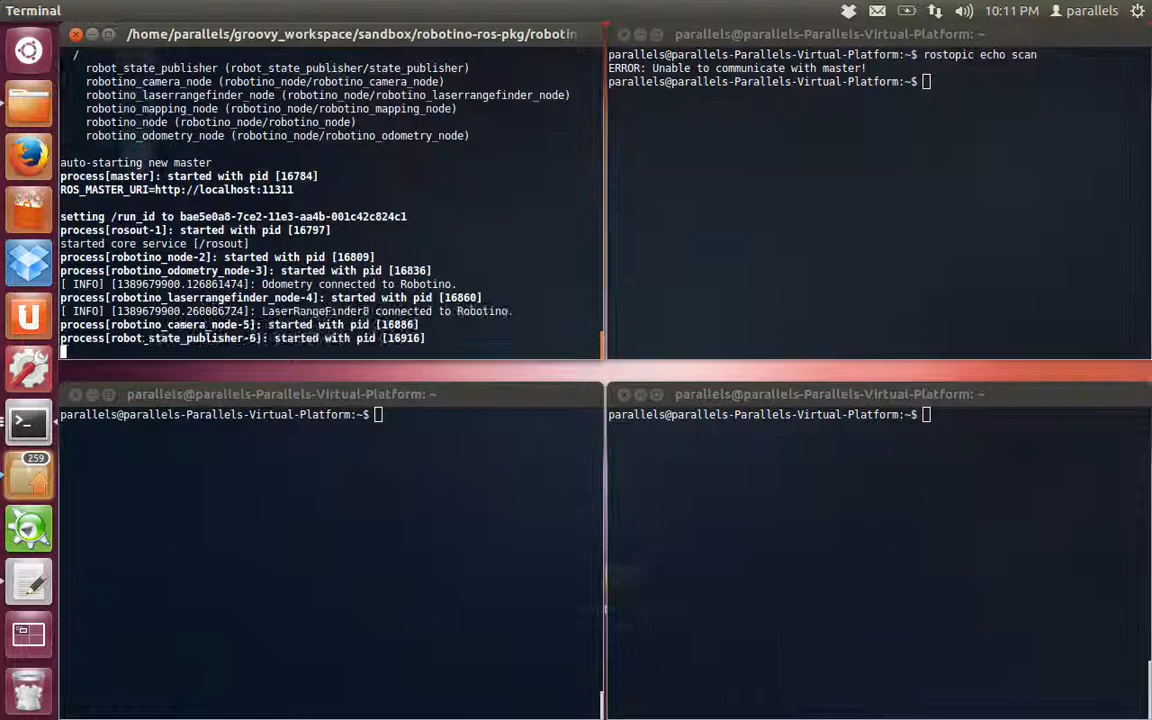 Terminal
10:11 PM
parallels
/home/parallels/groovy_workspace/sandbox/robotino-ros-pkg/robotin
/
robot_state_publisher (robot_state_publisher/state_publisher)
robotino_camera_node (robotino_node/robotino_camera_node)
robotino_laserrangefinder_node (robotino_node/robotino_laserrangefinder_node)
robotino_mapping_node (robotino_node/robotino_mapping_node)
robotino_node (robotino_node/robotino_node)
robotino_odometry_node (robotino_node/robotino_odometry_node)
auto-starting new master
process[master]: started with pid [16784]
ROS_MASTER_URI=http://localhost:11311
setting /run_id to bae5e0a8-7ce2-11e3-aa4b-001c42c824c1
process[rosout-1]: started with pid [16797]
started core service [/rosout]
process[robotino_node-2]: started with pid [16809]
process[robotino_odometry_node-3]: started with pid [16836]
[ INFO] [1389679900.126861474]: Odometry connected to Robotino.
process[robotino_laserrangefinder_node-4]: started with pid [16860]
[ INFO] [1389679900.260086724]: LaserRangeFinder0 connected to Robotino.
process[robotino_camera_node-5]: started with pid [16886]
process[robot_state_publisher-6]: started with pid [16916]
parallels@parallels-Parallels-Virtual-Platform: ~
parallels@parallels-Parallels-Virtual-Platform:~$ rostopic echo scan
ERROR: Unable to communicate with master!
parallels@parallels-Parallels-Virtual-Platform:~$
parallels@parallels-Parallels-Virtual-Platform: ~
parallels@parallels-Parallels-Virtual-Platform:~$
parallels@parallels-Parallels-Virtual-Platform: ~
parallels@parallels-Parallels-Virtual-Platform:~$
259